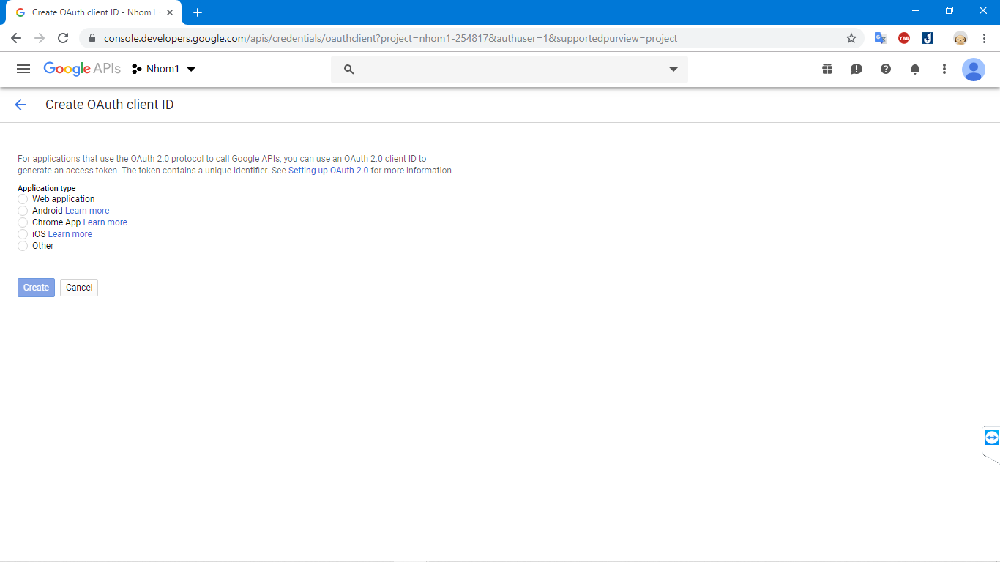 Create OAuth client ID - Nhom1
console.developers.google.com/apis/credentials/oauthclient?project=nhom1-254817&authuser=1&supportedpurview=project
YAB
Google APIs Nhom1
Create OAuth client ID
For applications that use the OAuth 2.0 protocol to call Google APIs, you can use an OAuth 2.0 client ID to
generate an access token. The token contains a unique identifier. See Setting up OAuth 2.0 for more information.
Application type
Web application
Android Learn more
Chrome App Learn more
iOS Learn more
Other
Create Cancel